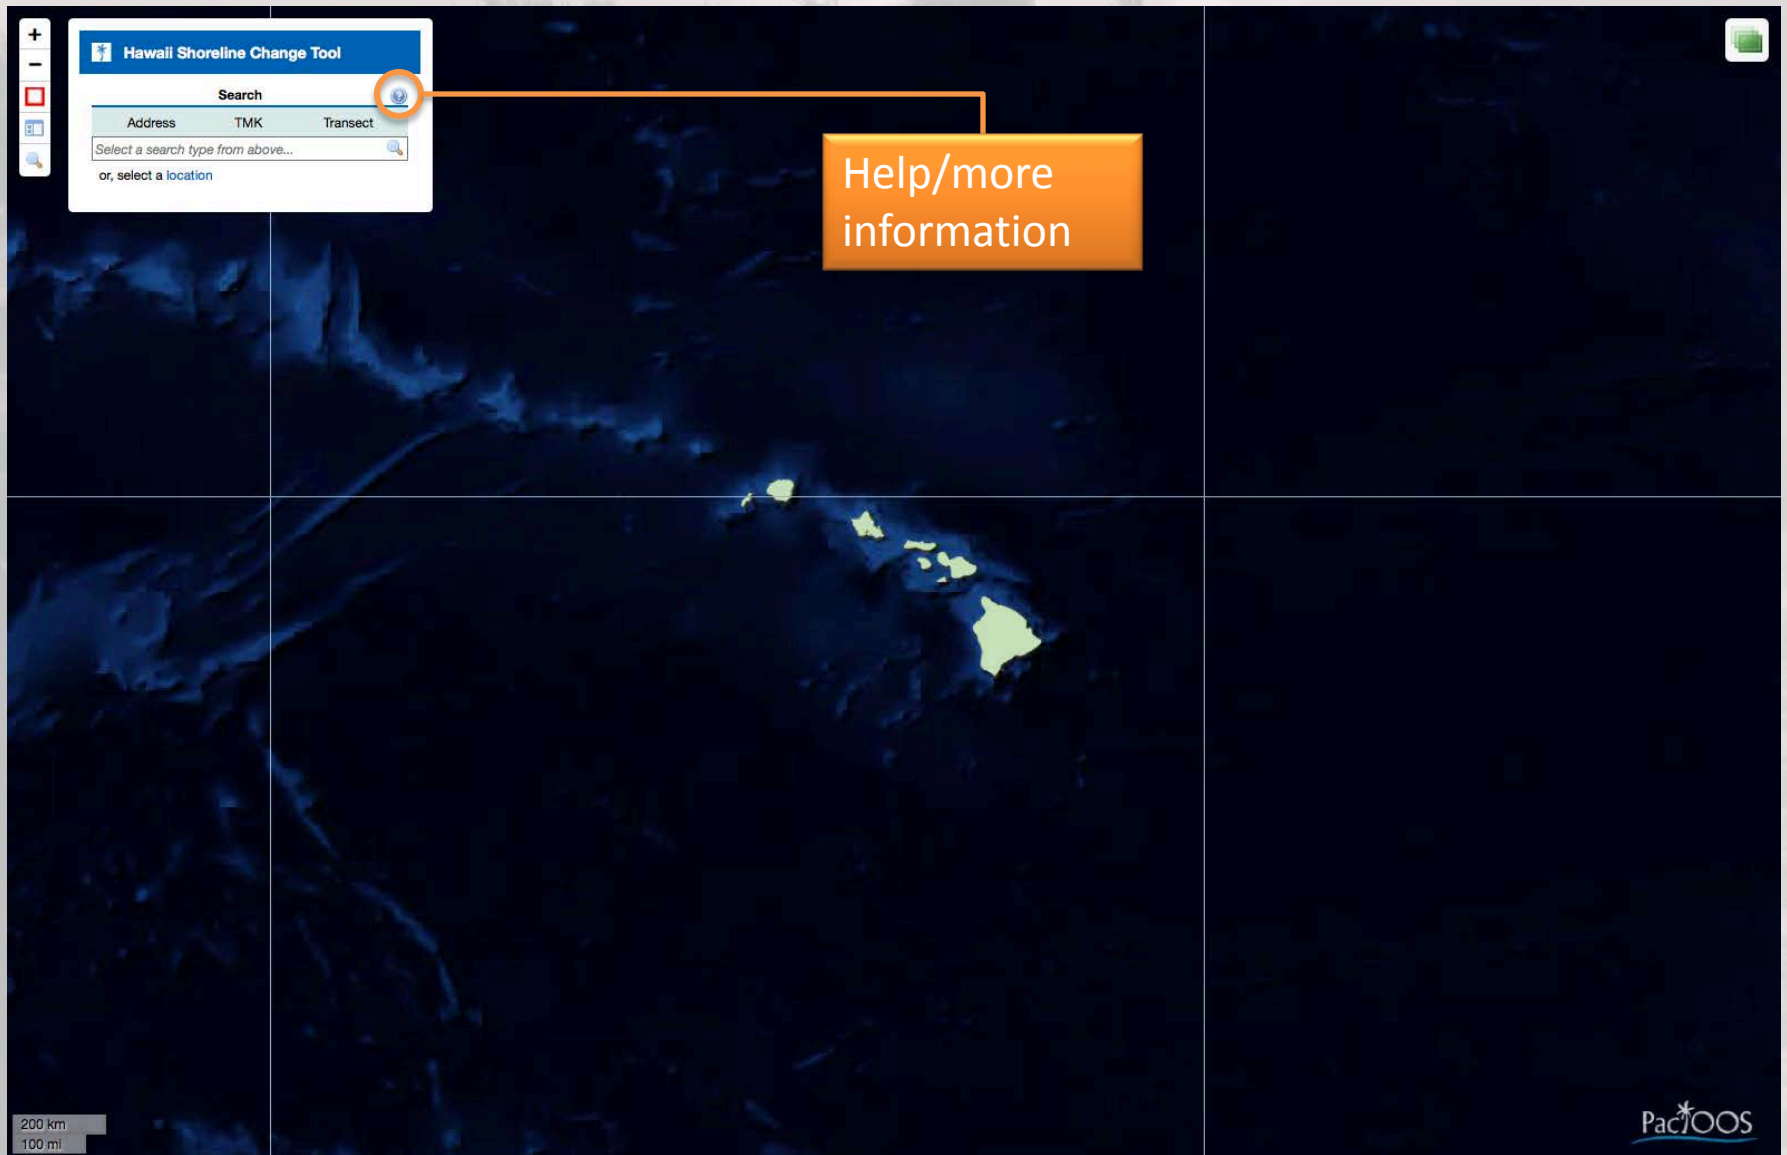 +
−
Hawaii Shoreline Change Tool
Search
Address TMK Transect
Select a search type from above...
or, select a location
Help/more
information
200 km
100 mi
PacIOOS